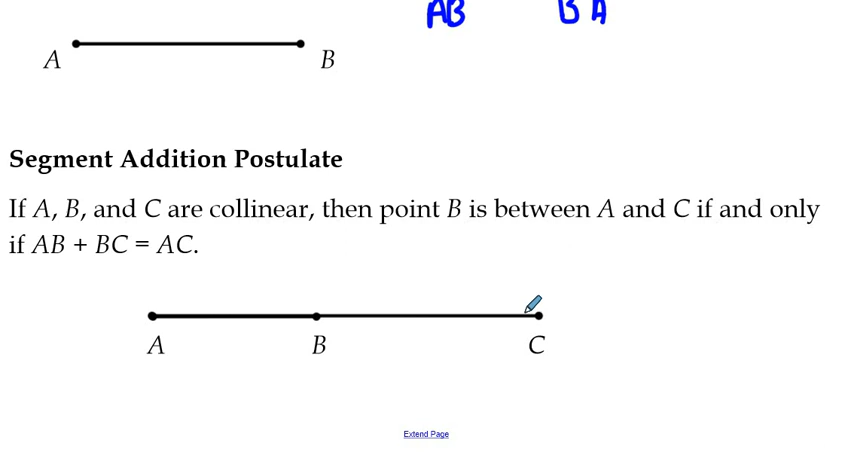 AB BA
A B
Segment Addition Postulate
If A, B, and C are collinear, then point B is between A and C if and only
if AB + BC = AC.
A B C
Extend Page